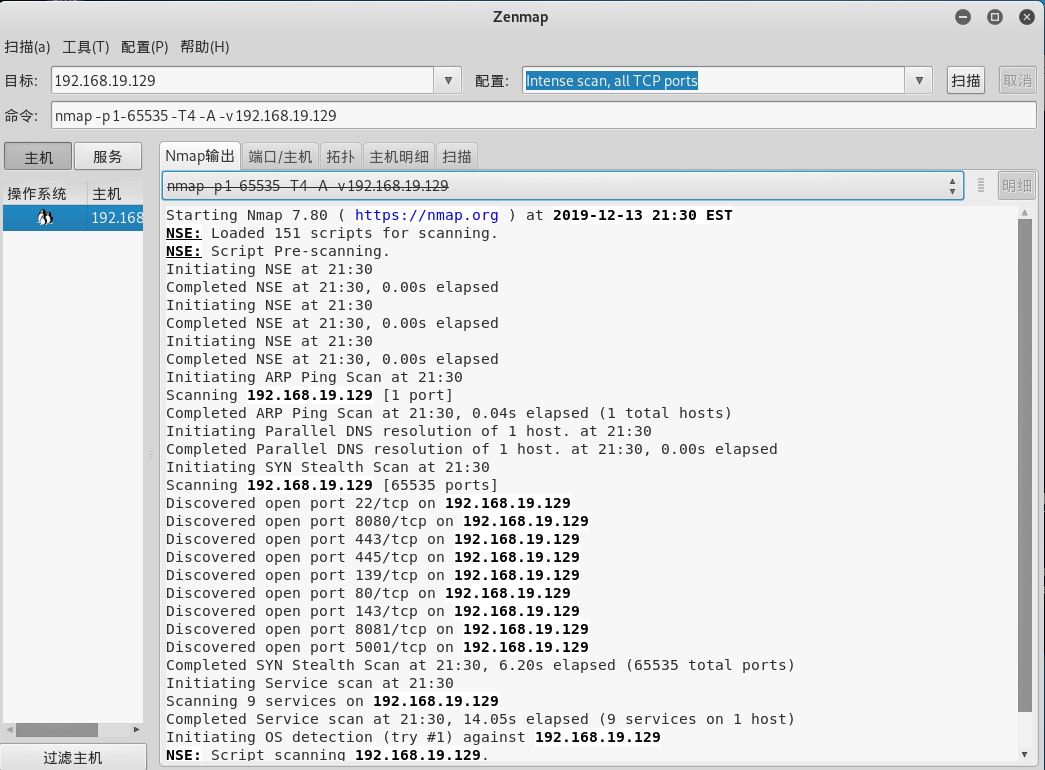 Zenmap
扫描(a) 工具(T) 配置(P) 帮助(H)
目标: 192.168.19.129 配置: Intense scan, all TCP ports 扫描 取消
命令: nmap -p 1-65535 -T4 -A -v 192.168.19.129
主机 服务 Nmap输出 端口/主机 拓扑 主机明细 扫描
nmap -p 1-65535 -T4 -A -v 192.168.19.129 明细
操作系统 主机
192.168
Starting Nmap 7.80 ( https://nmap.org ) at 2019-12-13 21:30 EST
NSE: Loaded 151 scripts for scanning.
NSE: Script Pre-scanning.
Initiating NSE at 21:30
Completed NSE at 21:30, 0.00s elapsed
Initiating NSE at 21:30
Completed NSE at 21:30, 0.00s elapsed
Initiating NSE at 21:30
Completed NSE at 21:30, 0.00s elapsed
Initiating ARP Ping Scan at 21:30
Scanning 192.168.19.129 [1 port]
Completed ARP Ping Scan at 21:30, 0.04s elapsed (1 total hosts)
Initiating Parallel DNS resolution of 1 host. at 21:30
Completed Parallel DNS resolution of 1 host. at 21:30, 0.00s elapsed
Initiating SYN Stealth Scan at 21:30
Scanning 192.168.19.129 [65535 ports]
Discovered open port 22/tcp on 192.168.19.129
Discovered open port 8080/tcp on 192.168.19.129
Discovered open port 443/tcp on 192.168.19.129
Discovered open port 445/tcp on 192.168.19.129
Discovered open port 139/tcp on 192.168.19.129
Discovered open port 80/tcp on 192.168.19.129
Discovered open port 143/tcp on 192.168.19.129
Discovered open port 8081/tcp on 192.168.19.129
Discovered open port 5001/tcp on 192.168.19.129
Completed SYN Stealth Scan at 21:30, 6.20s elapsed (65535 total ports)
Initiating Service scan at 21:30
Scanning 9 services on 192.168.19.129
Completed Service scan at 21:30, 14.05s elapsed (9 services on 1 host)
Initiating OS detection (try #1) against 192.168.19.129
NSE: Script scanning 192.168.19.129.
过滤主机